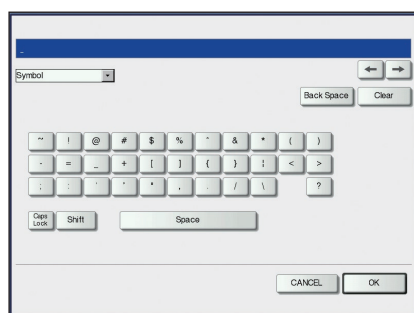 _
Symbol
← →
Back Space Clear
~ ! @ # $ % ^ & * ( )
- = _ + [ ] { } ¦ < >
; : ` ' " , . / \ ?
Caps Lock Shift Space
CANCEL OK